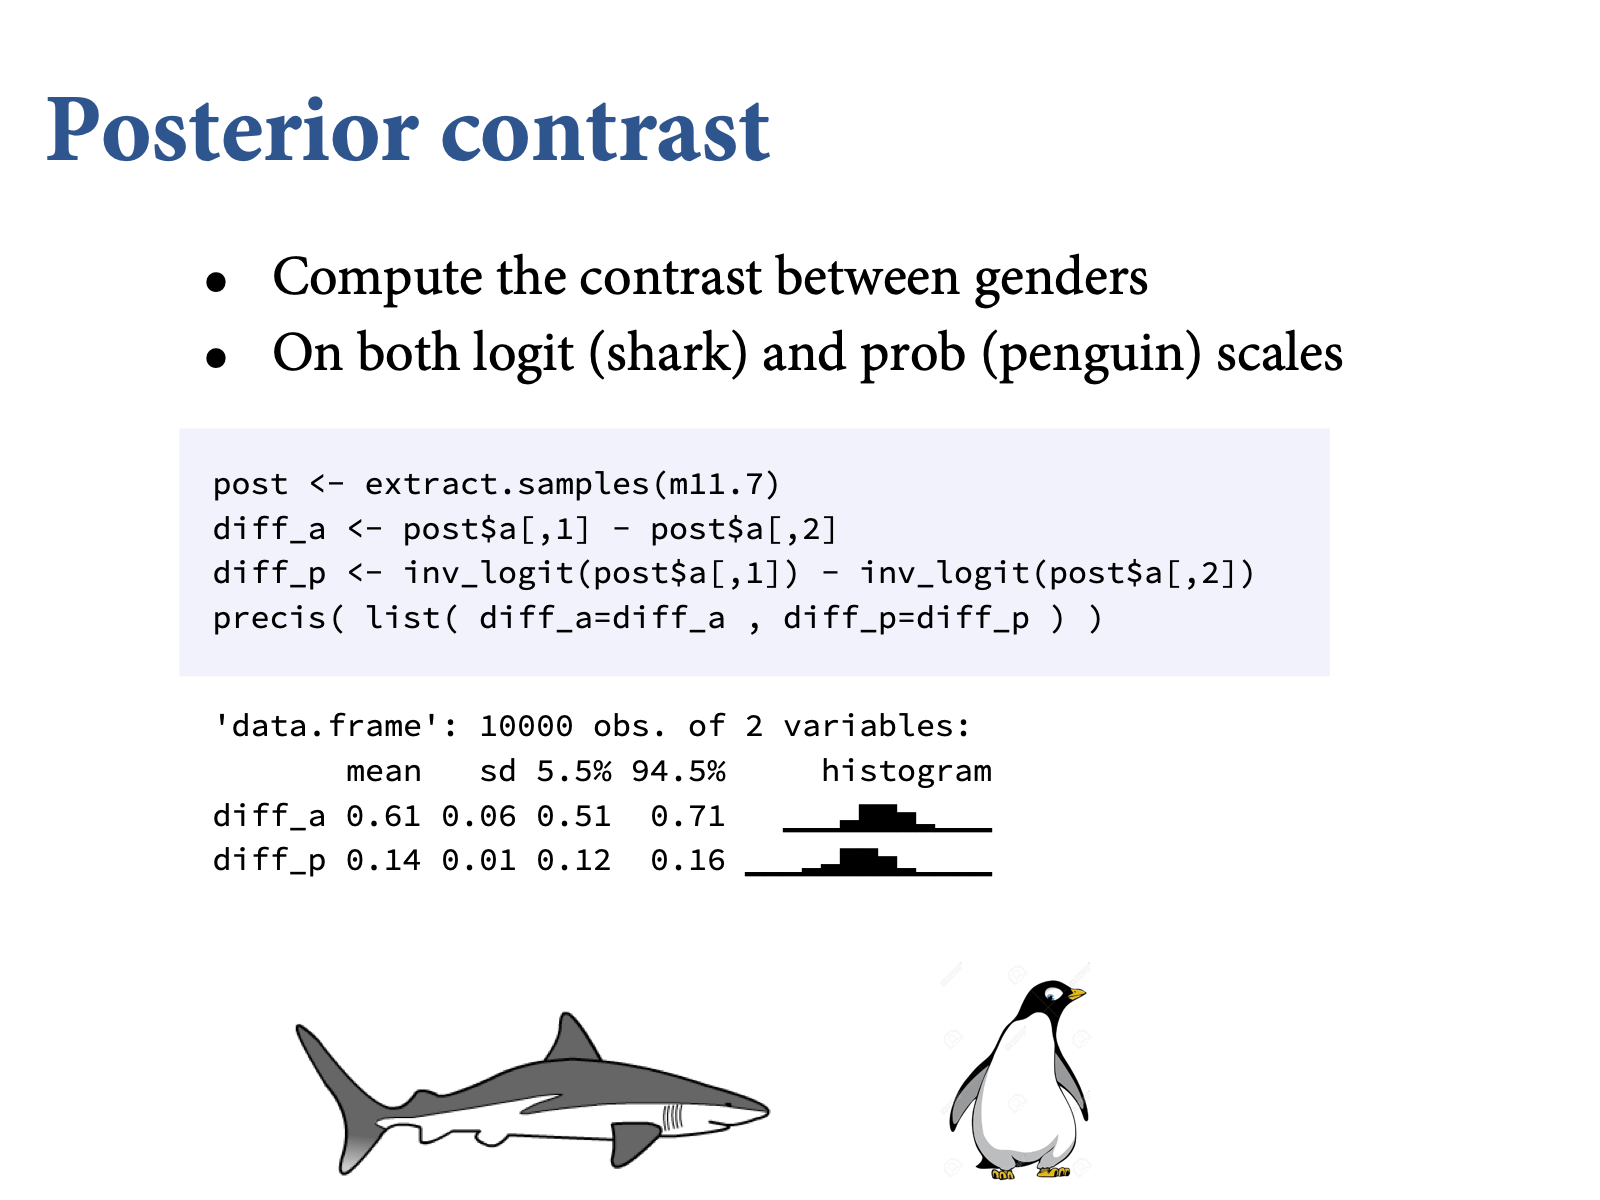 Posterior contrast
• Compute the contrast between genders
• On both logit (shark) and prob (penguin) scales
post <- extract.samples(m11.7)
diff_a <- post$a[,1] - post$a[,2]
diff_p <- inv_logit(post$a[,1]) - inv_logit(post$a[,2])
precis( list( diff_a=diff_a , diff_p=diff_p ) )
'data.frame': 10000 obs. of 2 variables:
mean sd 5.5% 94.5% histogram
diff_a 0.61 0.06 0.51 0.71
diff_p 0.14 0.01 0.12 0.16